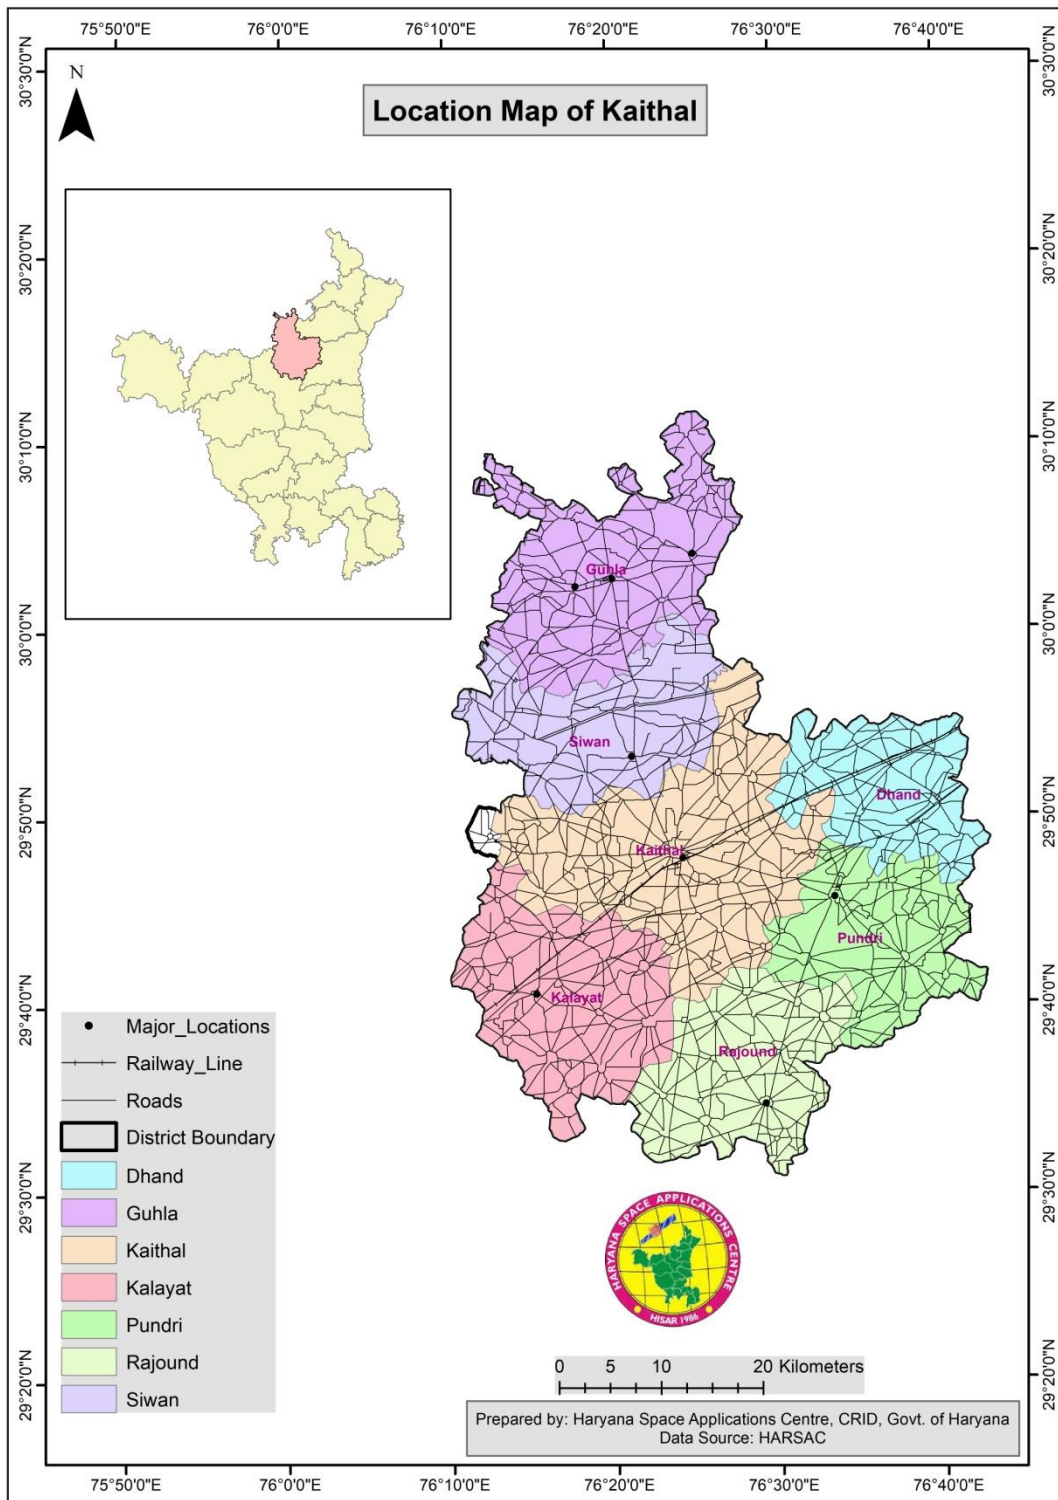 75°50'0"E 76°0'0"E 76°10'0"E 76°20'0"E 76°30'0"E 76°40'0"E
N
Location Map of Kaithal
30°30'0"N 30°30'0"N
30°20'0"N 30°20'0"N
30°10'0"N 30°10'0"N
30°0'0"N 30°0'0"N
29°50'0"N 29°50'0"N
29°40'0"N 29°40'0"N
29°30'0"N 29°30'0"N
29°20'0"N 29°20'0"N
Guhla
Siwan
Dhand
Kaithal
Pundri
Kalayat
Rajound
Major_Locations
Railway_Line
Roads
District Boundary
Dhand
Guhla
Kaithal
Kalayat
Pundri
Rajound
Siwan
HARYANA SPACE APPLICATIONS CENTRE
HISAR 1986
0 5 10 20 Kilometers
Prepared by: Haryana Space Applications Centre, CRID, Govt. of Haryana
Data Source: HARSAC
75°50'0"E 76°0'0"E 76°10'0"E 76°20'0"E 76°30'0"E 76°40'0"E